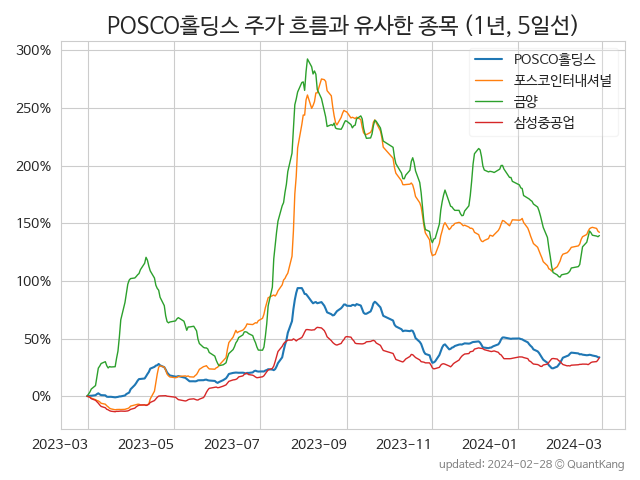 POSCO홀딩스 주가 흐름과 유사한 종목 (1년, 5일선)
300%
250%
200%
150%
100%
50%
0%
POSCO홀딩스
포스코인터내셔널
금양
삼성중공업
2023-03
2023-05
2023-07
2023-09
2023-11
2024-01
2024-03
updated: 2024-02-28 © QuantKang